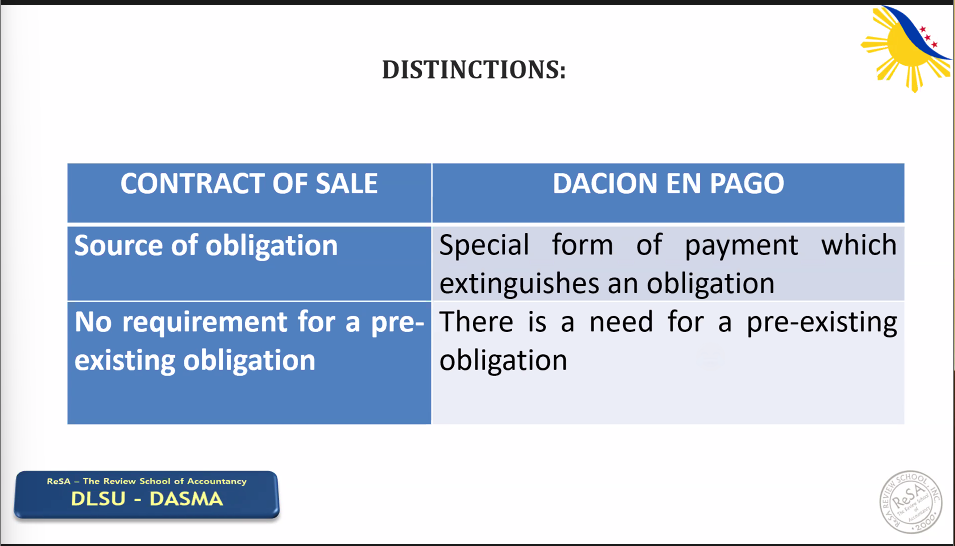 DISTINCTIONS:
CONTRACT OF SALE
DACION EN PAGO
Source of obligation
Special form of payment which
extinguishes an obligation
No requirement for a pre-
existing obligation
There is a need for a pre-existing
obligation
ReSA – The Review School of Accountancy
DLSU - DASMA
ReSA REVIEW SCHOOL, INC.
ReSA
The Review School
of
Accountancy
2000